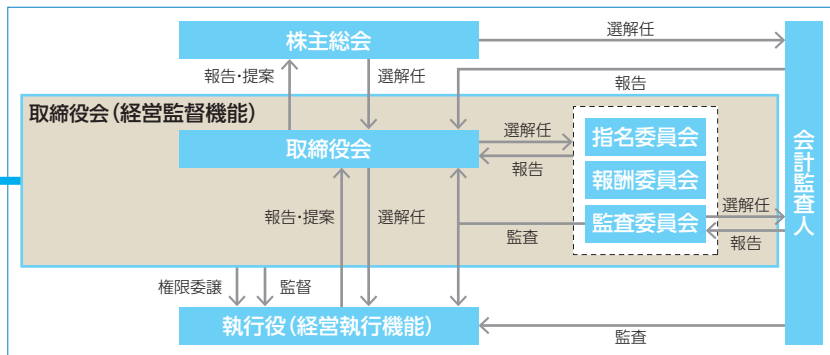 株主総会
選解任
報告・提案
選解任
報告
取締役会(経営監督機能)
取締役会
選解任
報告
指名委員会
報酬委員会
監査委員会
会計監査人
報告・提案
選解任
監査
選解任
報告
権限委譲
監督
執行役(経営執行機能)
監査